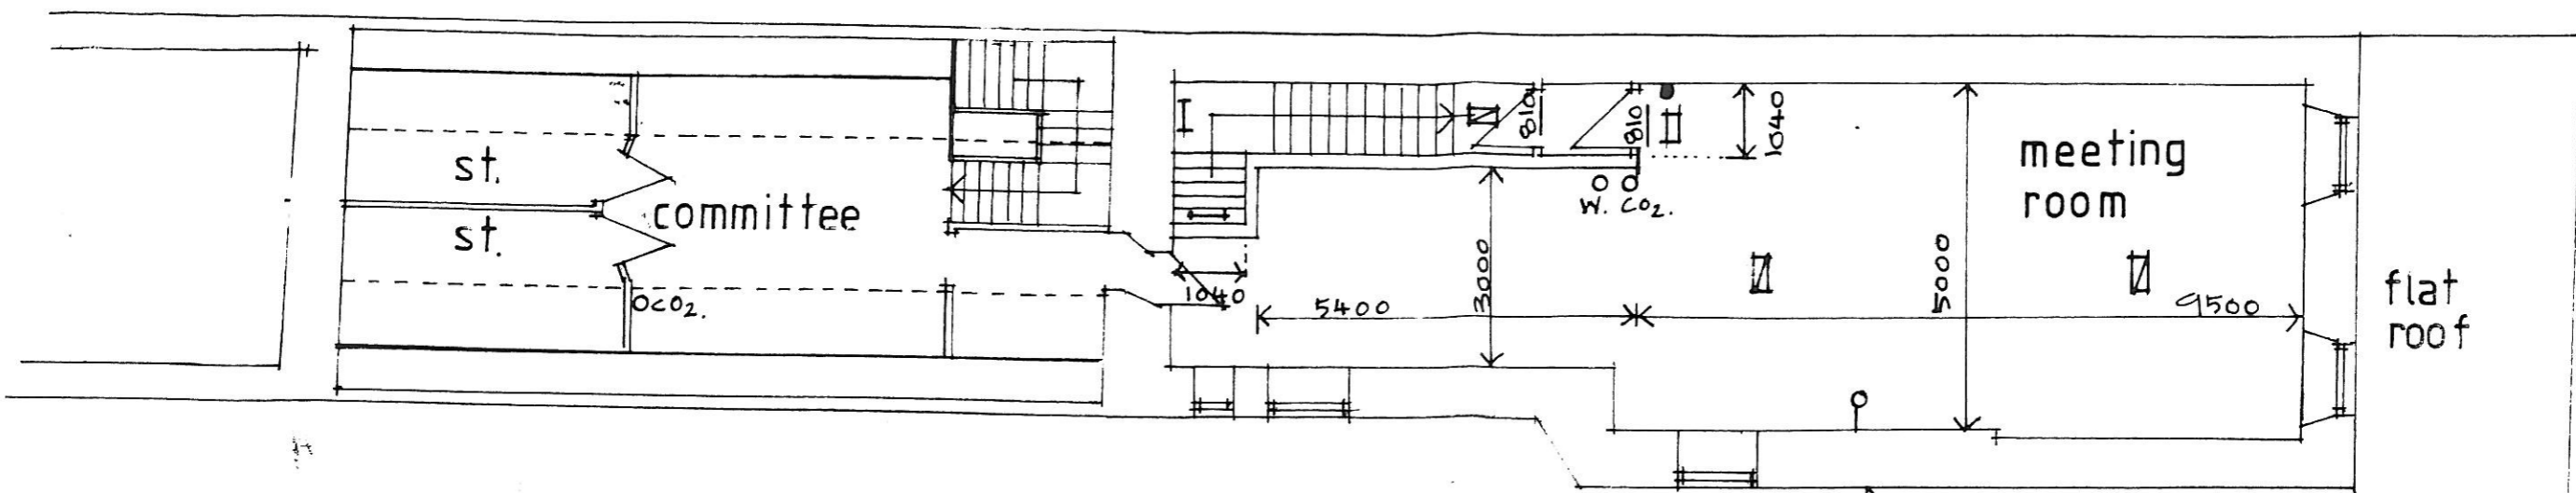 st.
st.
committee
OCO2.
1040
5400
3000
810
810
W. CO2.
1040
5000
meeting
room
9500
flat
roof